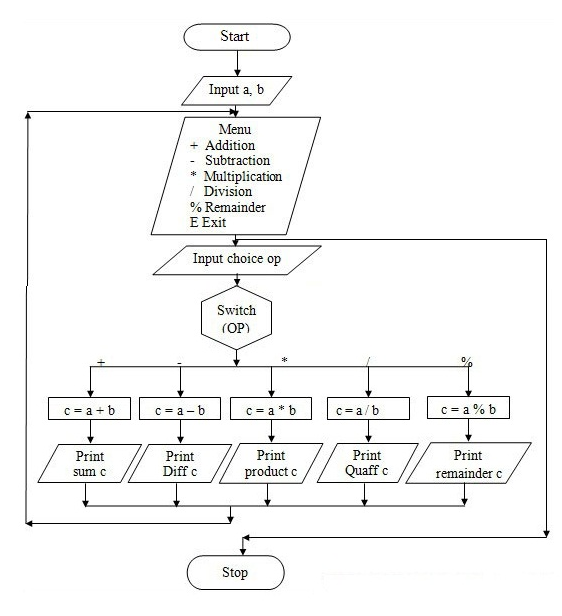 Start
Input a, b
Menu
+ Addition
- Subtraction
* Multiplication
/ Division
% Remainder
E Exit
Input choice op
Switch
(OP)
+ - * / %
c = a + b
c = a – b
c = a * b
c = a / b
c = a % b
Print
sum c
Print
Diff c
Print
product c
Print
Quaff c
Print
remainder c
Stop